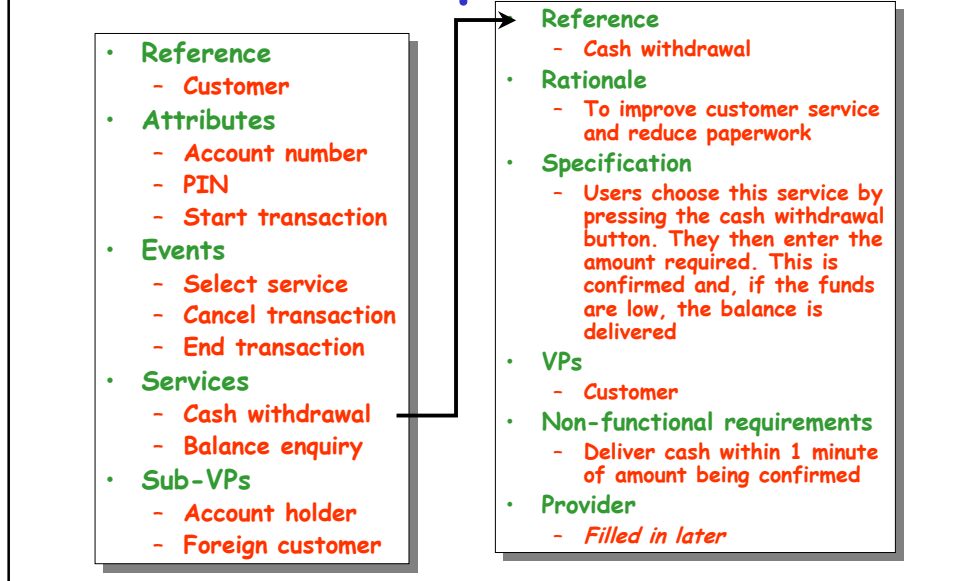 • Reference
– Customer
• Attributes
– Account number
– PIN
– Start transaction
• Events
– Select service
– Cancel transaction
– End transaction
• Services
– Cash withdrawal
– Balance enquiry
• Sub-VPs
– Account holder
– Foreign customer
• Reference
– Cash withdrawal
• Rationale
– To improve customer service
and reduce paperwork
• Specification
– Users choose this service by
pressing the cash withdrawal
button. They then enter the
amount required. This is
confirmed and, if the funds
are low, the balance is
delivered
• VPs
– Customer
• Non-functional requirements
– Deliver cash within 1 minute
of amount being confirmed
• Provider
– Filled in later